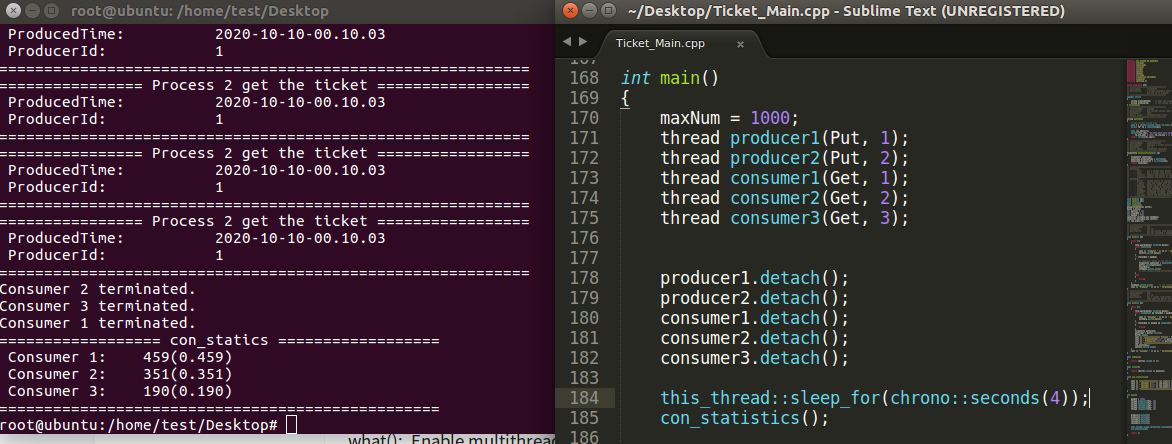 root@ubuntu: /home/test/Desktop
ProducedTime: 2020-10-10-00.10.03
ProducerId: 1
=====================================================
================ Process 2 get the ticket ================
ProducedTime: 2020-10-10-00.10.03
ProducerId: 1
=====================================================
================ Process 2 get the ticket ================
ProducedTime: 2020-10-10-00.10.03
ProducerId: 1
=====================================================
================ Process 2 get the ticket ================
ProducedTime: 2020-10-10-00.10.03
ProducerId: 1
=====================================================
Consumer 2 terminated.
Consumer 3 terminated.
Consumer 1 terminated.
================= con_statics =================
Consumer 1: 459(0.459)
Consumer 2: 351(0.351)
Consumer 3: 190(0.190)
============================================
root@ubuntu:/home/test/Desktop#
what(): Enable multithread
~/Desktop/Ticket_Main.cpp - Sublime Text (UNREGISTERED)
Ticket_Main.cpp ×
167
168 int main()
169 {
170 maxNum = 1000;
171 thread producer1(Put, 1);
172 thread producer2(Put, 2);
173 thread consumer1(Get, 1);
174 thread consumer2(Get, 2);
175 thread consumer3(Get, 3);
176
177
178 producer1.detach();
179 producer2.detach();
180 consumer1.detach();
181 consumer2.detach();
182 consumer3.detach();
183
184 this_thread::sleep_for(chrono::seconds(4));
185 con_statistics();
186